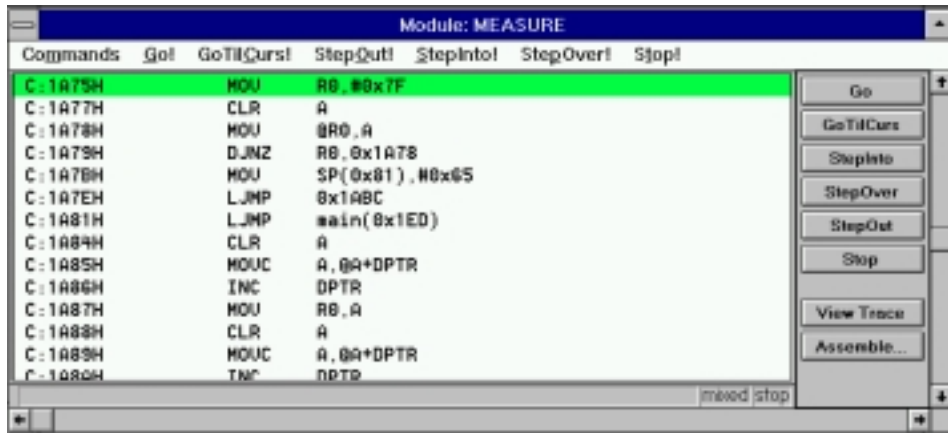 Module: MEASURE
Commands Go! GoTilCurs! StepOut! StepInto! StepOver! Stop!
C:1A75H MOV R0,#0x7F
C:1A77H CLR A
C:1A78H MOV @R0,A
C:1A79H DJNZ R0,0x1A78
C:1A7BH MOV SP(0x81),#0x65
C:1A7EH LJMP 0x1ABC
C:1A81H LJMP main(0x1ED)
C:1A84H CLR A
C:1A85H MOVC A,@A+DPTR
C:1A86H INC DPTR
C:1A87H MOV R0,A
C:1A88H CLR A
C:1A89H MOVC A,@A+DPTR
C:1A8AH INC DPTR
mixed stop
Go
GoTilCurs
StepInto
StepOver
StepOut
Stop
View Trace
Assemble...